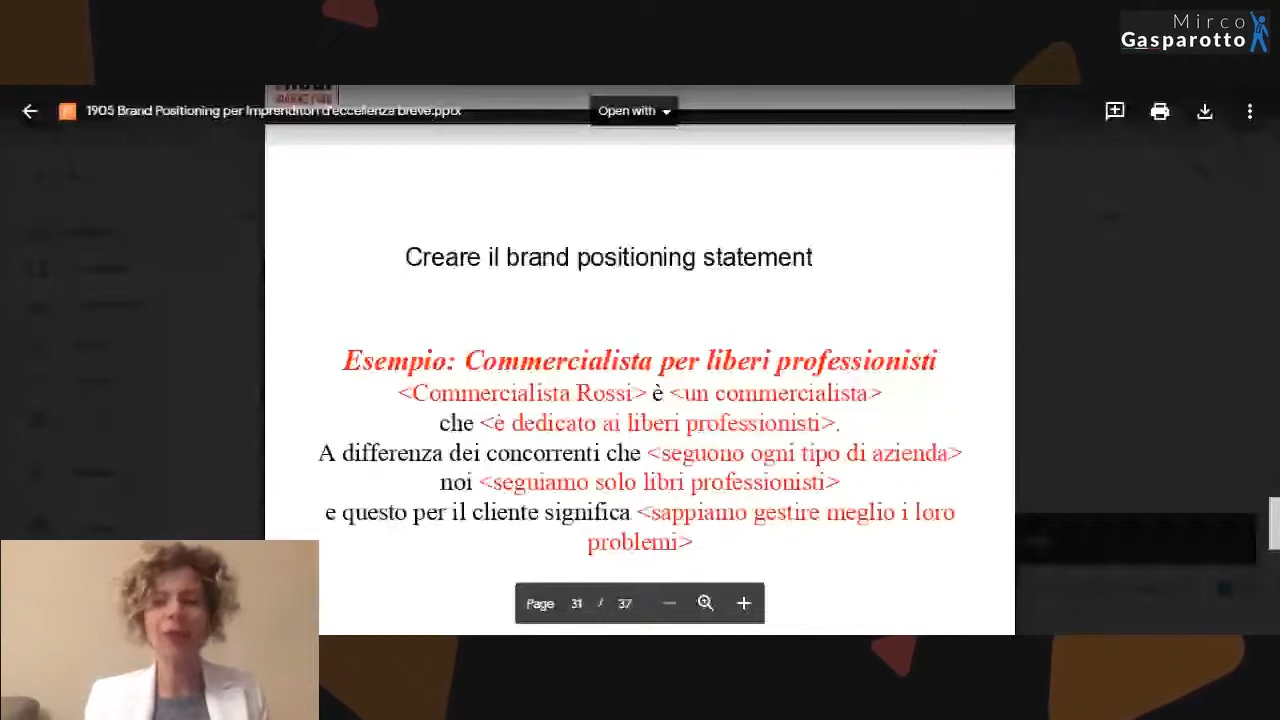 Mirco
Gasparotto
1905 Brand Positioning per Imprenditori d'eccellenza breve.pptx
Open with
Creare il brand positioning statement
Esempio: Commercialista per liberi professionisti
<Commercialista Rossi> è <un commercialista>
che <è dedicato ai liberi professionisti>.
A differenza dei concorrenti che <seguono ogni tipo di azienda>
noi <seguiamo solo libri professionisti>
e questo per il cliente significa <sappiamo gestire meglio i loro
problemi>
Page 31 / 37